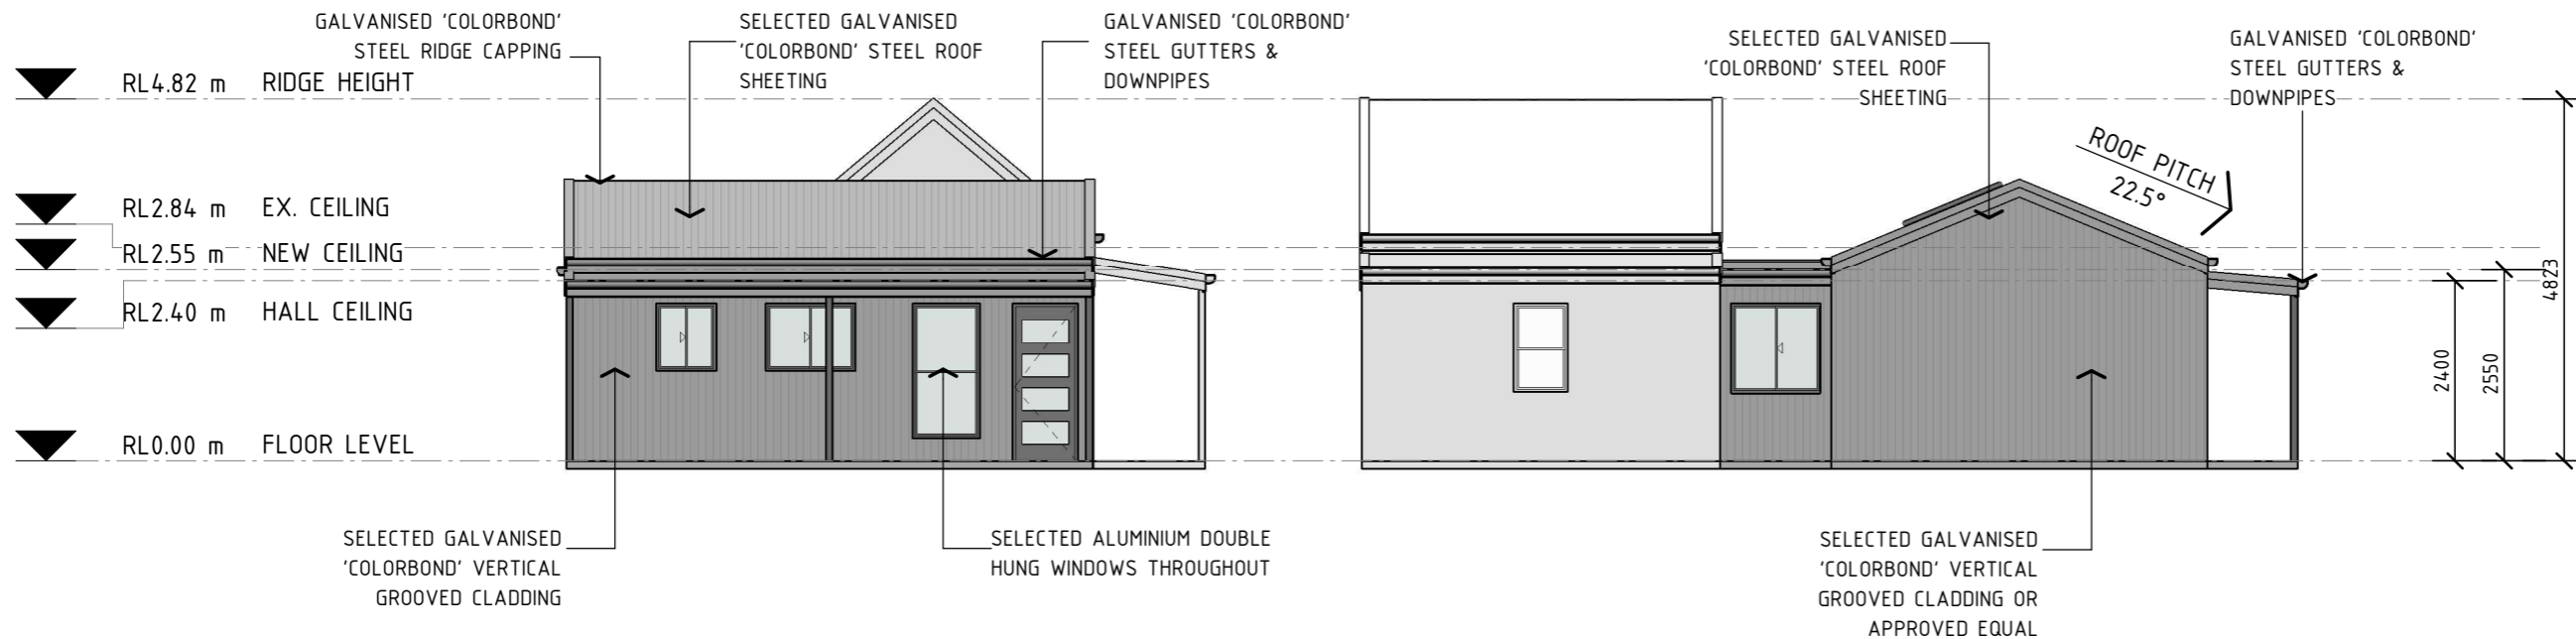 GALVANISED 'COLORBOND'
STEEL RIDGE CAPPING
SELECTED GALVANISED
'COLORBOND' STEEL ROOF
SHEETING
GALVANISED 'COLORBOND'
STEEL GUTTERS &
DOWNPIPES
SELECTED GALVANISED
'COLORBOND' STEEL ROOF
SHEETING
GALVANISED 'COLORBOND'
STEEL GUTTERS &
DOWNPIPES
RL4.82 m RIDGE HEIGHT
RL2.84 m EX. CEILING
RL2.55 m NEW CEILING
RL2.40 m HALL CEILING
RL0.00 m FLOOR LEVEL
ROOF PITCH
22.5°
2400
2550
4823
SELECTED GALVANISED
'COLORBOND' VERTICAL
GROOVED CLADDING
SELECTED ALUMINIUM DOUBLE
HUNG WINDOWS THROUGHOUT
SELECTED GALVANISED
'COLORBOND' VERTICAL
GROOVED CLADDING OR
APPROVED EQUAL